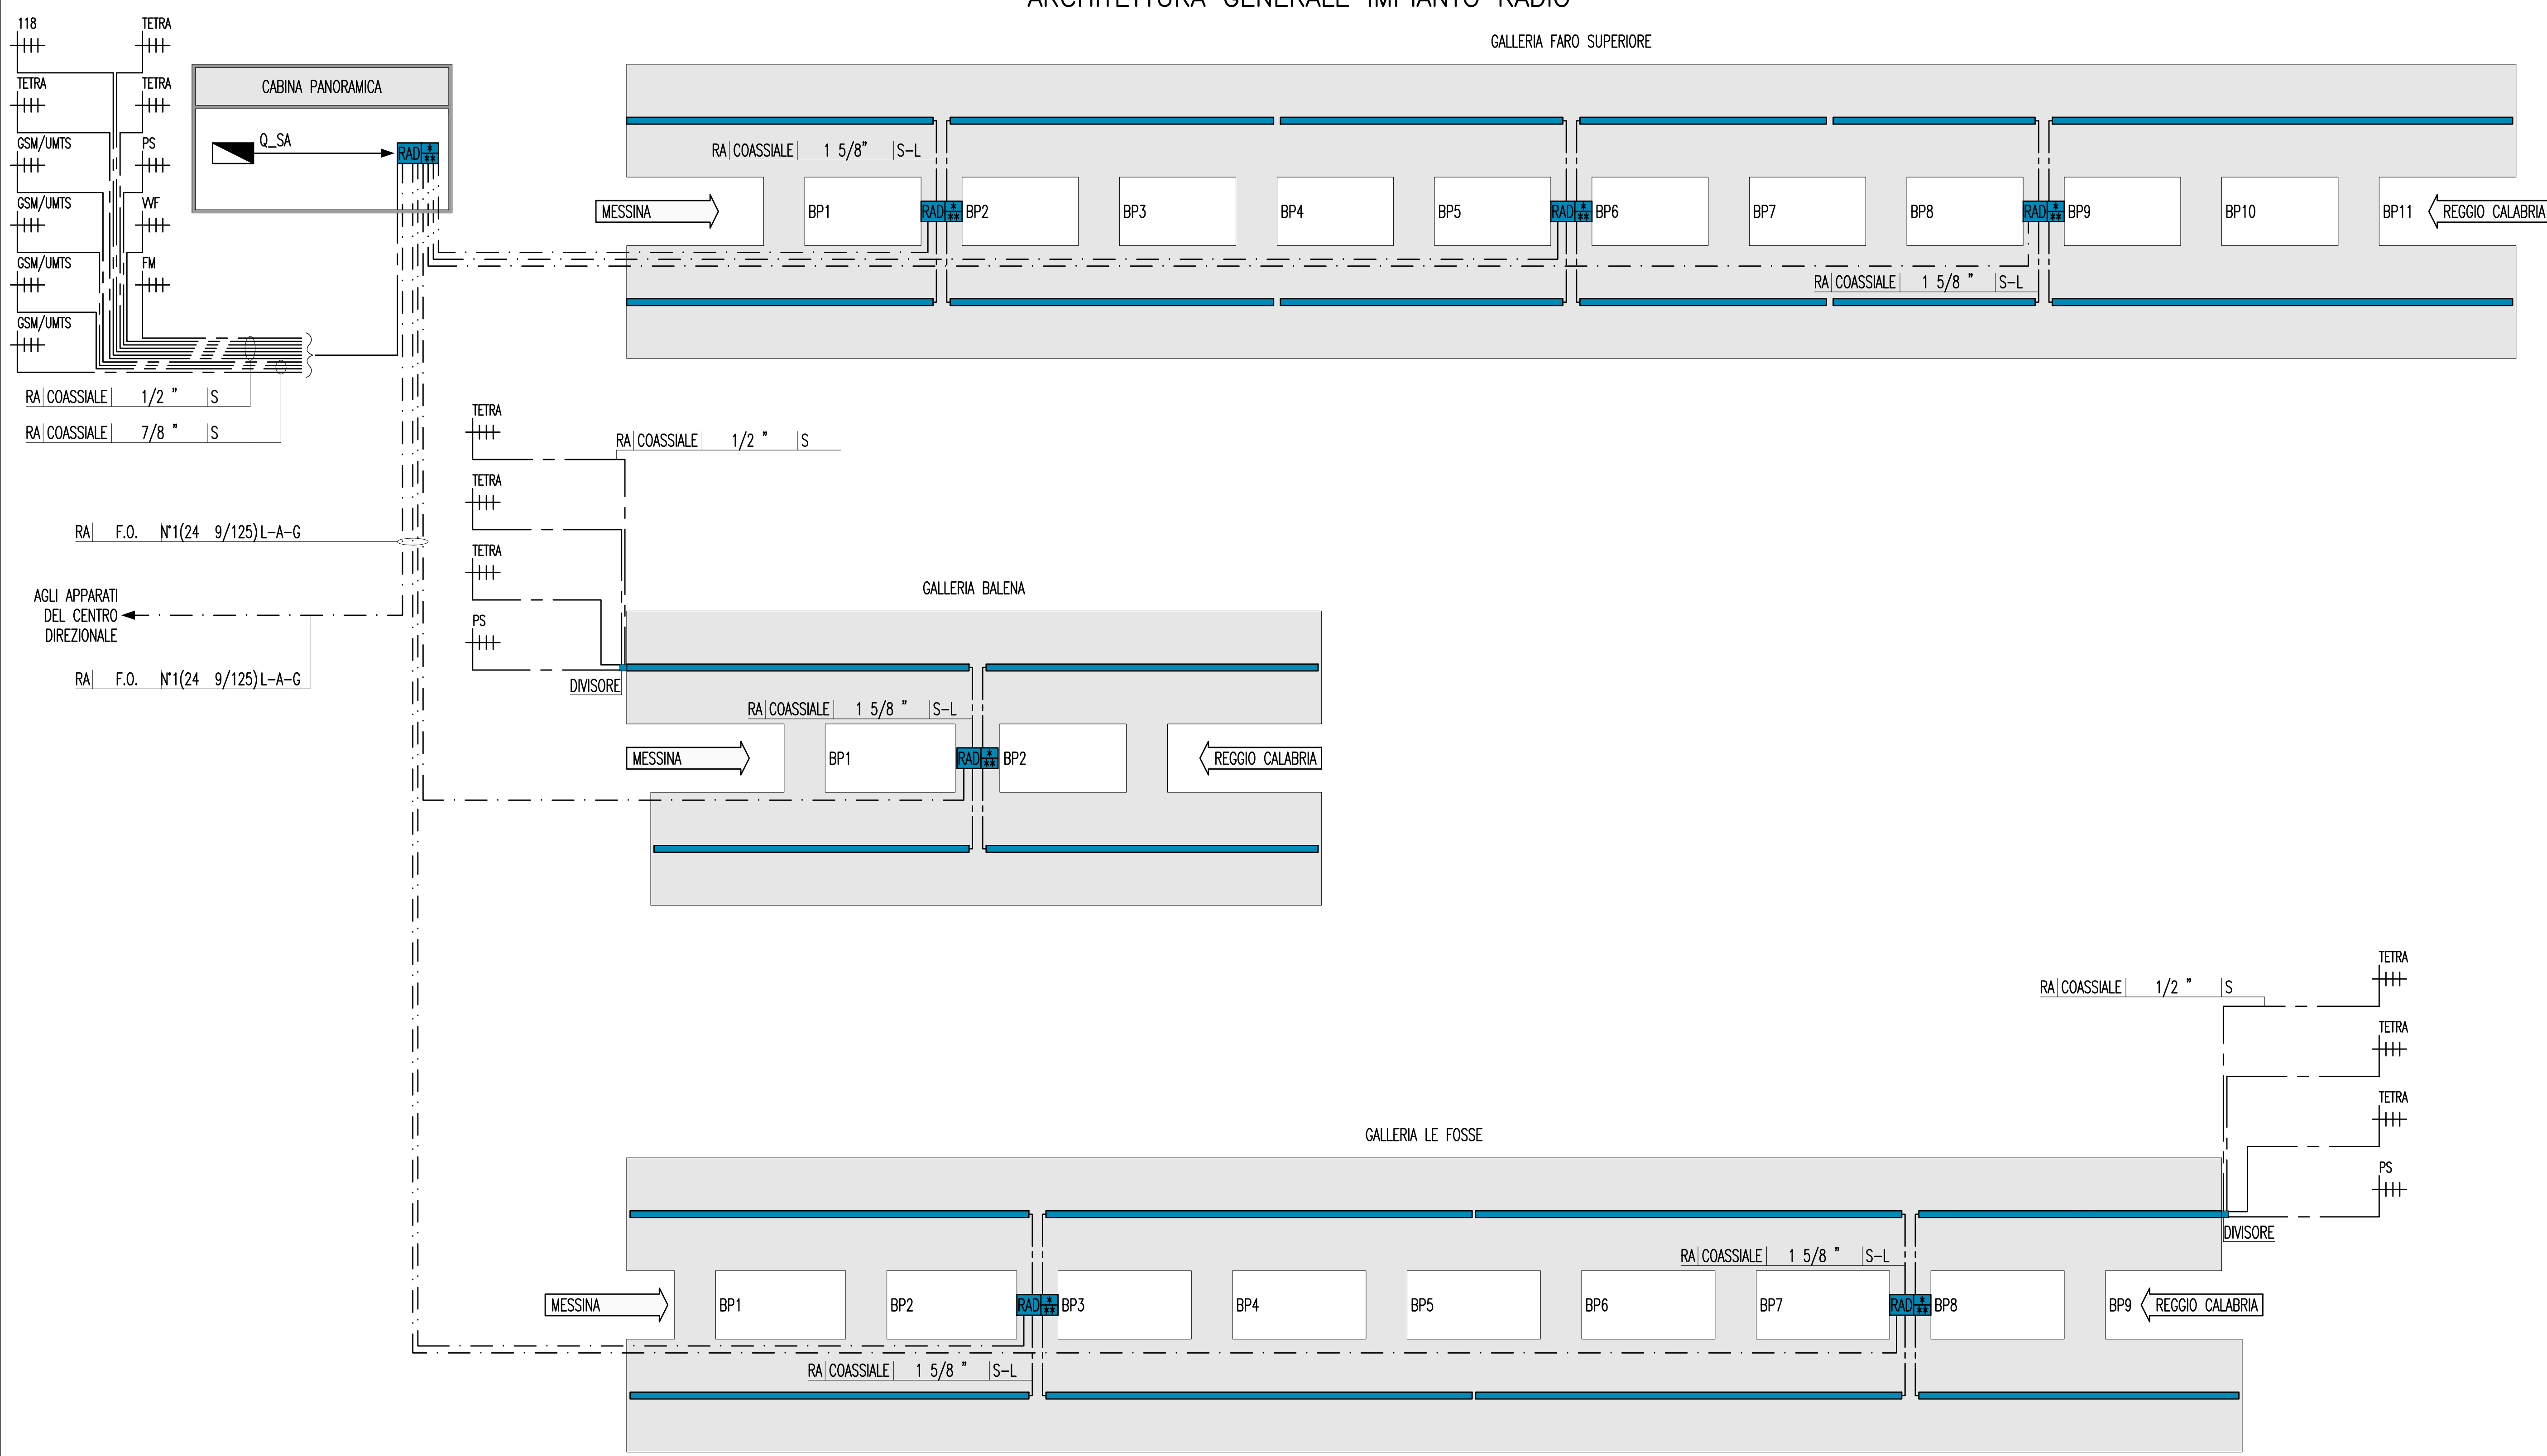 ARCHITETTURA GENERALE IMPIANTO RADIO
118
TETRA
TETRA
TETRA
GSM/UMTS
PS
GSM/UMTS
VVF
GSM/UMTS
FM
GSM/UMTS
CABINA PANORAMICA
Q_SA
RAD * **
RA COASSIALE 1/2 " S
RA COASSIALE 7/8 " S
RA F.O. N°1(24 9/125) L-A-G
AGLI APPARATI
DEL CENTRO
DIREZIONALE
RA F.O. N°1(24 9/125) L-A-G
GALLERIA FARO SUPERIORE
RA COASSIALE 1 5/8" S-L
MESSINA
BP1
RAD * **
BP2
BP3
BP4
BP5
RAD * **
BP6
BP7
BP8
RAD * **
BP9
BP10
BP11
REGGIO CALABRIA
RA COASSIALE 1 5/8 " S-L
TETRA
RA COASSIALE 1/2 " S
TETRA
TETRA
PS
DIVISORE
GALLERIA BALENA
RA COASSIALE 1 5/8 " S-L
MESSINA
BP1
RAD * **
BP2
REGGIO CALABRIA
TETRA
RA COASSIALE 1/2 " S
TETRA
TETRA
PS
DIVISORE
GALLERIA LE FOSSE
RA COASSIALE 1 5/8 " S-L
MESSINA
BP1
BP2
RAD * **
BP3
BP4
BP5
BP6
BP7
RAD * **
BP8
BP9
REGGIO CALABRIA
RA COASSIALE 1 5/8 " S-L